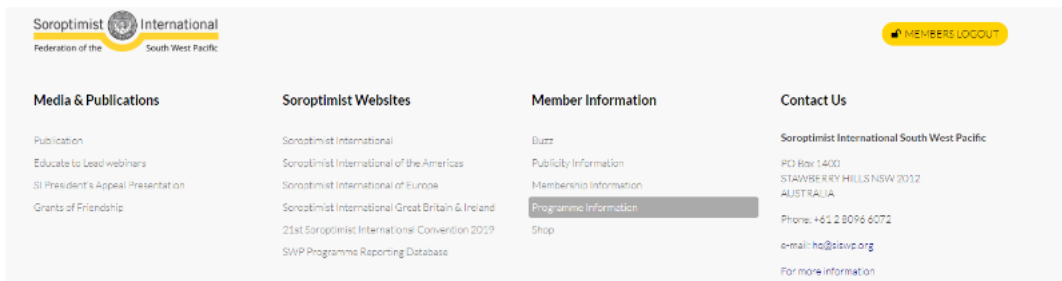 Soroptimist International
Federation of the South West Pacific
MEMBERS LOGOUT
Media & Publications
Publication
Educate to Lead webinars
SI President's Appeal Presentation
Grants of Friendship
Soroptimist Websites
Soroptimist International
Soroptimist International of the Americas
Soroptimist International of Europe
Soroptimist International Great Britain & Ireland
21st Soroptimist International Convention 2019
SWP Programme Reporting Database
Member Information
Buzz
Publicity Information
Membership Information
Programme Information
Shop
Contact Us
Soroptimist International South West Pacific
PO Box 1400
STAWBERRY HILLS NSW 2012
AUSTRALIA
Phone: +61 2 8096 6072
e-mail: hq@siswp.org
For more information